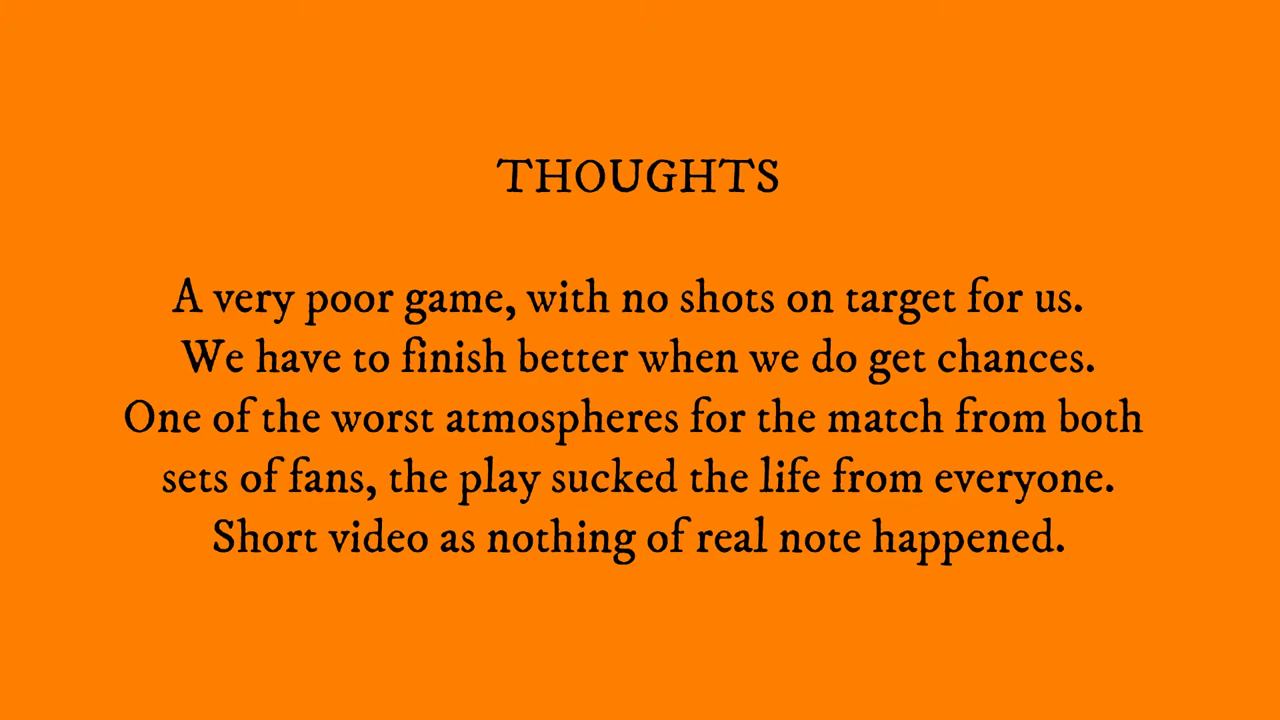 THOUGHTS
A very poor game, with no shots on target for us.
We have to finish better when we do get chances.
One of the worst atmospheres for the match from both
sets of fans, the play sucked the life from everyone.
Short video as nothing of real note happened.